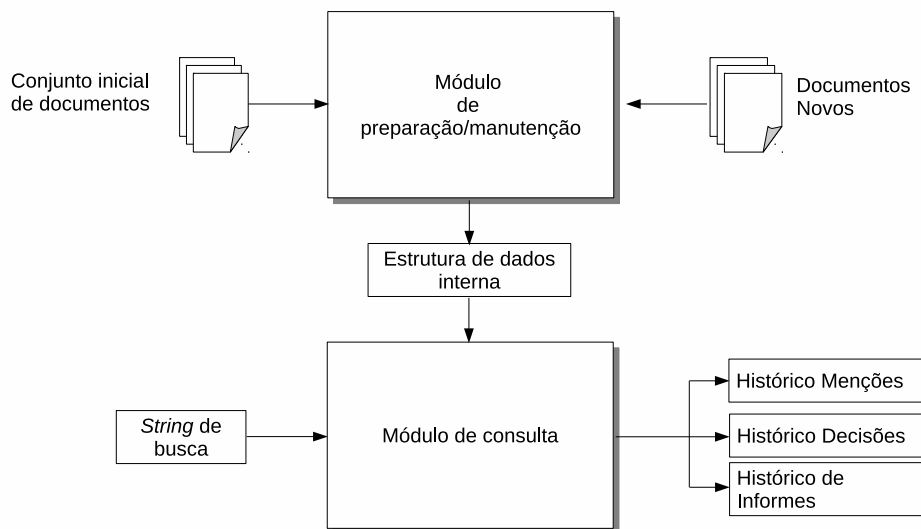 Conjunto inicial
de documentos
Módulo
de
preparação/manutenção
Documentos
Novos
Estrutura de dados
interna
String de
busca
Módulo de consulta
Histórico Menções
Histórico Decisões
Histórico de
Informes